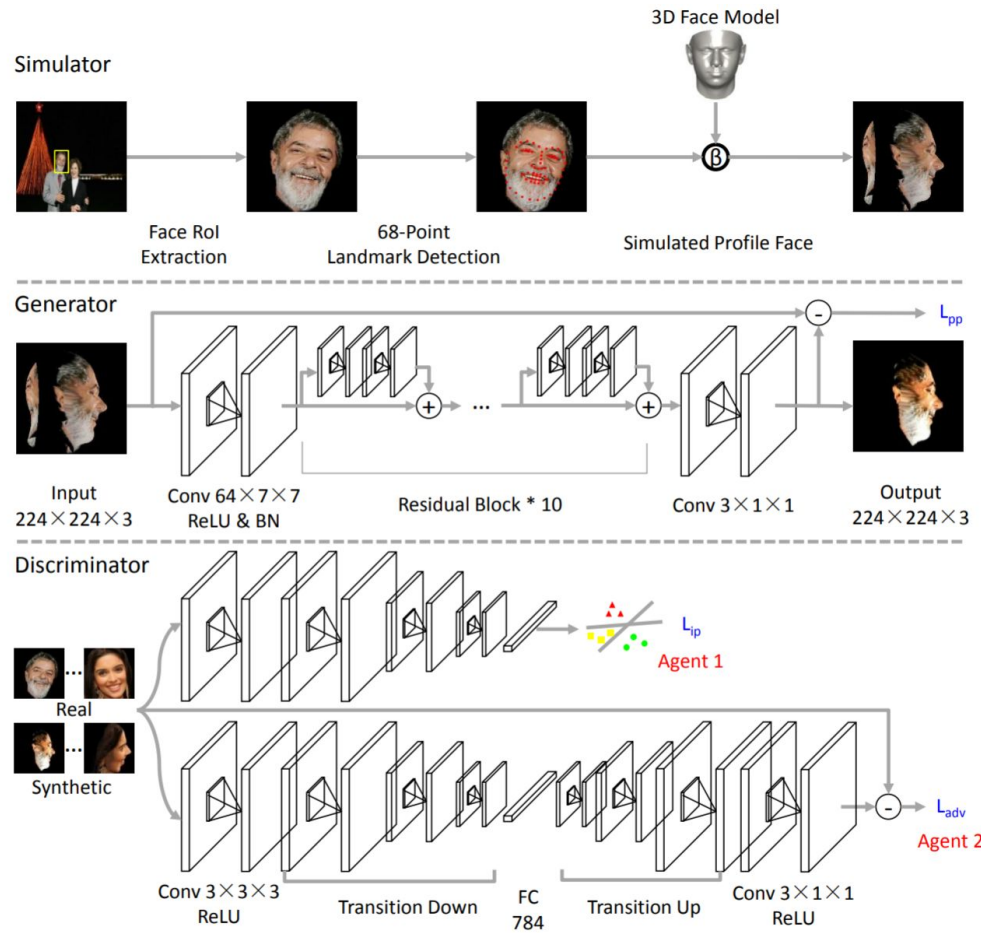 3D Face Model
Simulator
β
Face RoI
Extraction
68-Point
Landmark Detection
Simulated Profile Face
Generator
-
Lpp
+
...
+
Input
224×224×3
Conv 64×7×7
ReLU & BN
Residual Block * 10
Conv 3×1×1
Output
224×224×3
Discriminator
Lip
Agent 1
...
Real
...
Synthetic
-
Ladv
Agent 2
Conv 3×3×3
ReLU
Transition Down
FC
784
Transition Up
Conv 3×1×1
ReLU